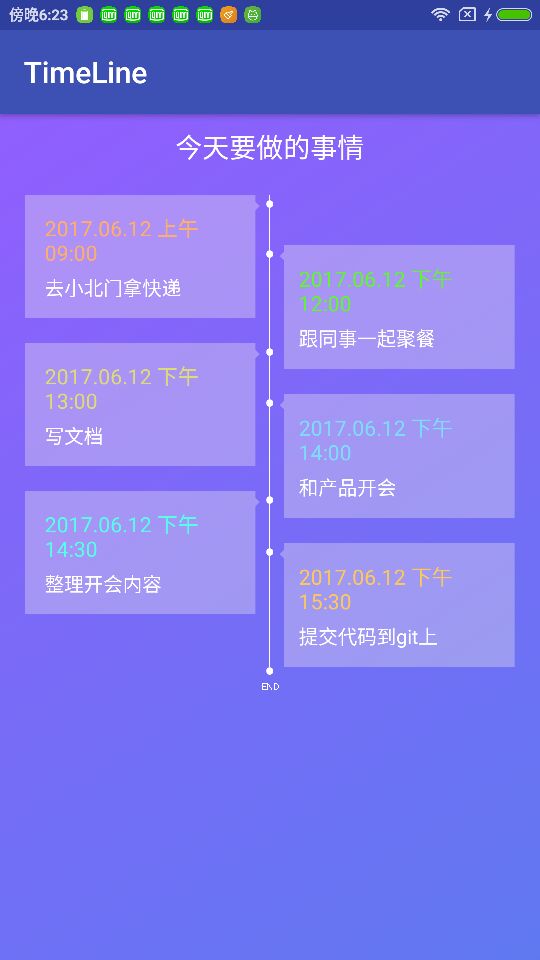 傍晚6:23
TimeLine
今天要做的事情
2017.06.12 上午
09:00
去小北门拿快递
2017.06.12 下午
12:00
跟同事一起聚餐
2017.06.12 下午
13:00
写文档
2017.06.12 下午
14:00
和产品开会
2017.06.12 下午
14:30
整理开会内容
2017.06.12 下午
15:30
提交代码到git上
END